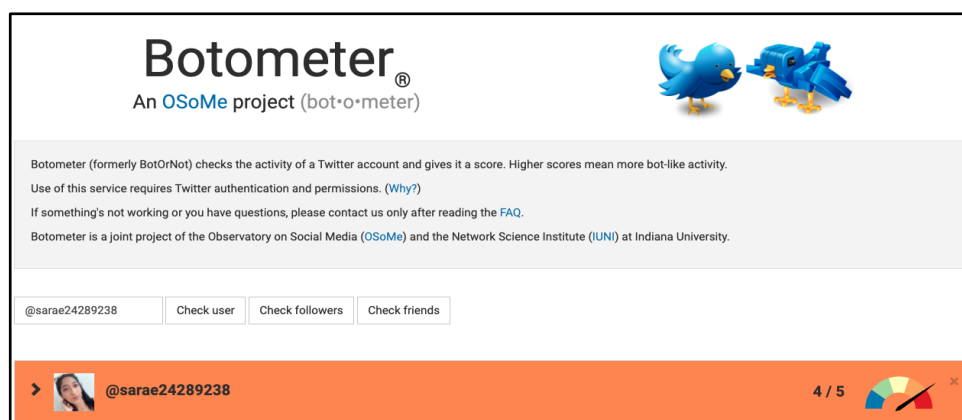 Botometer®
An OSoMe project (bot•o•meter)
Botometer (formerly BotOrNot) checks the activity of a Twitter account and gives it a score. Higher scores mean more bot-like activity.
Use of this service requires Twitter authentication and permissions. (Why?)
If something's not working or you have questions, please contact us only after reading the FAQ.
Botometer is a joint project of the Observatory on Social Media (OSoMe) and the Network Science Institute (IUNI) at Indiana University.
@sarae24289238 Check user Check followers Check friends
@sarae24289238 4 / 5 ×